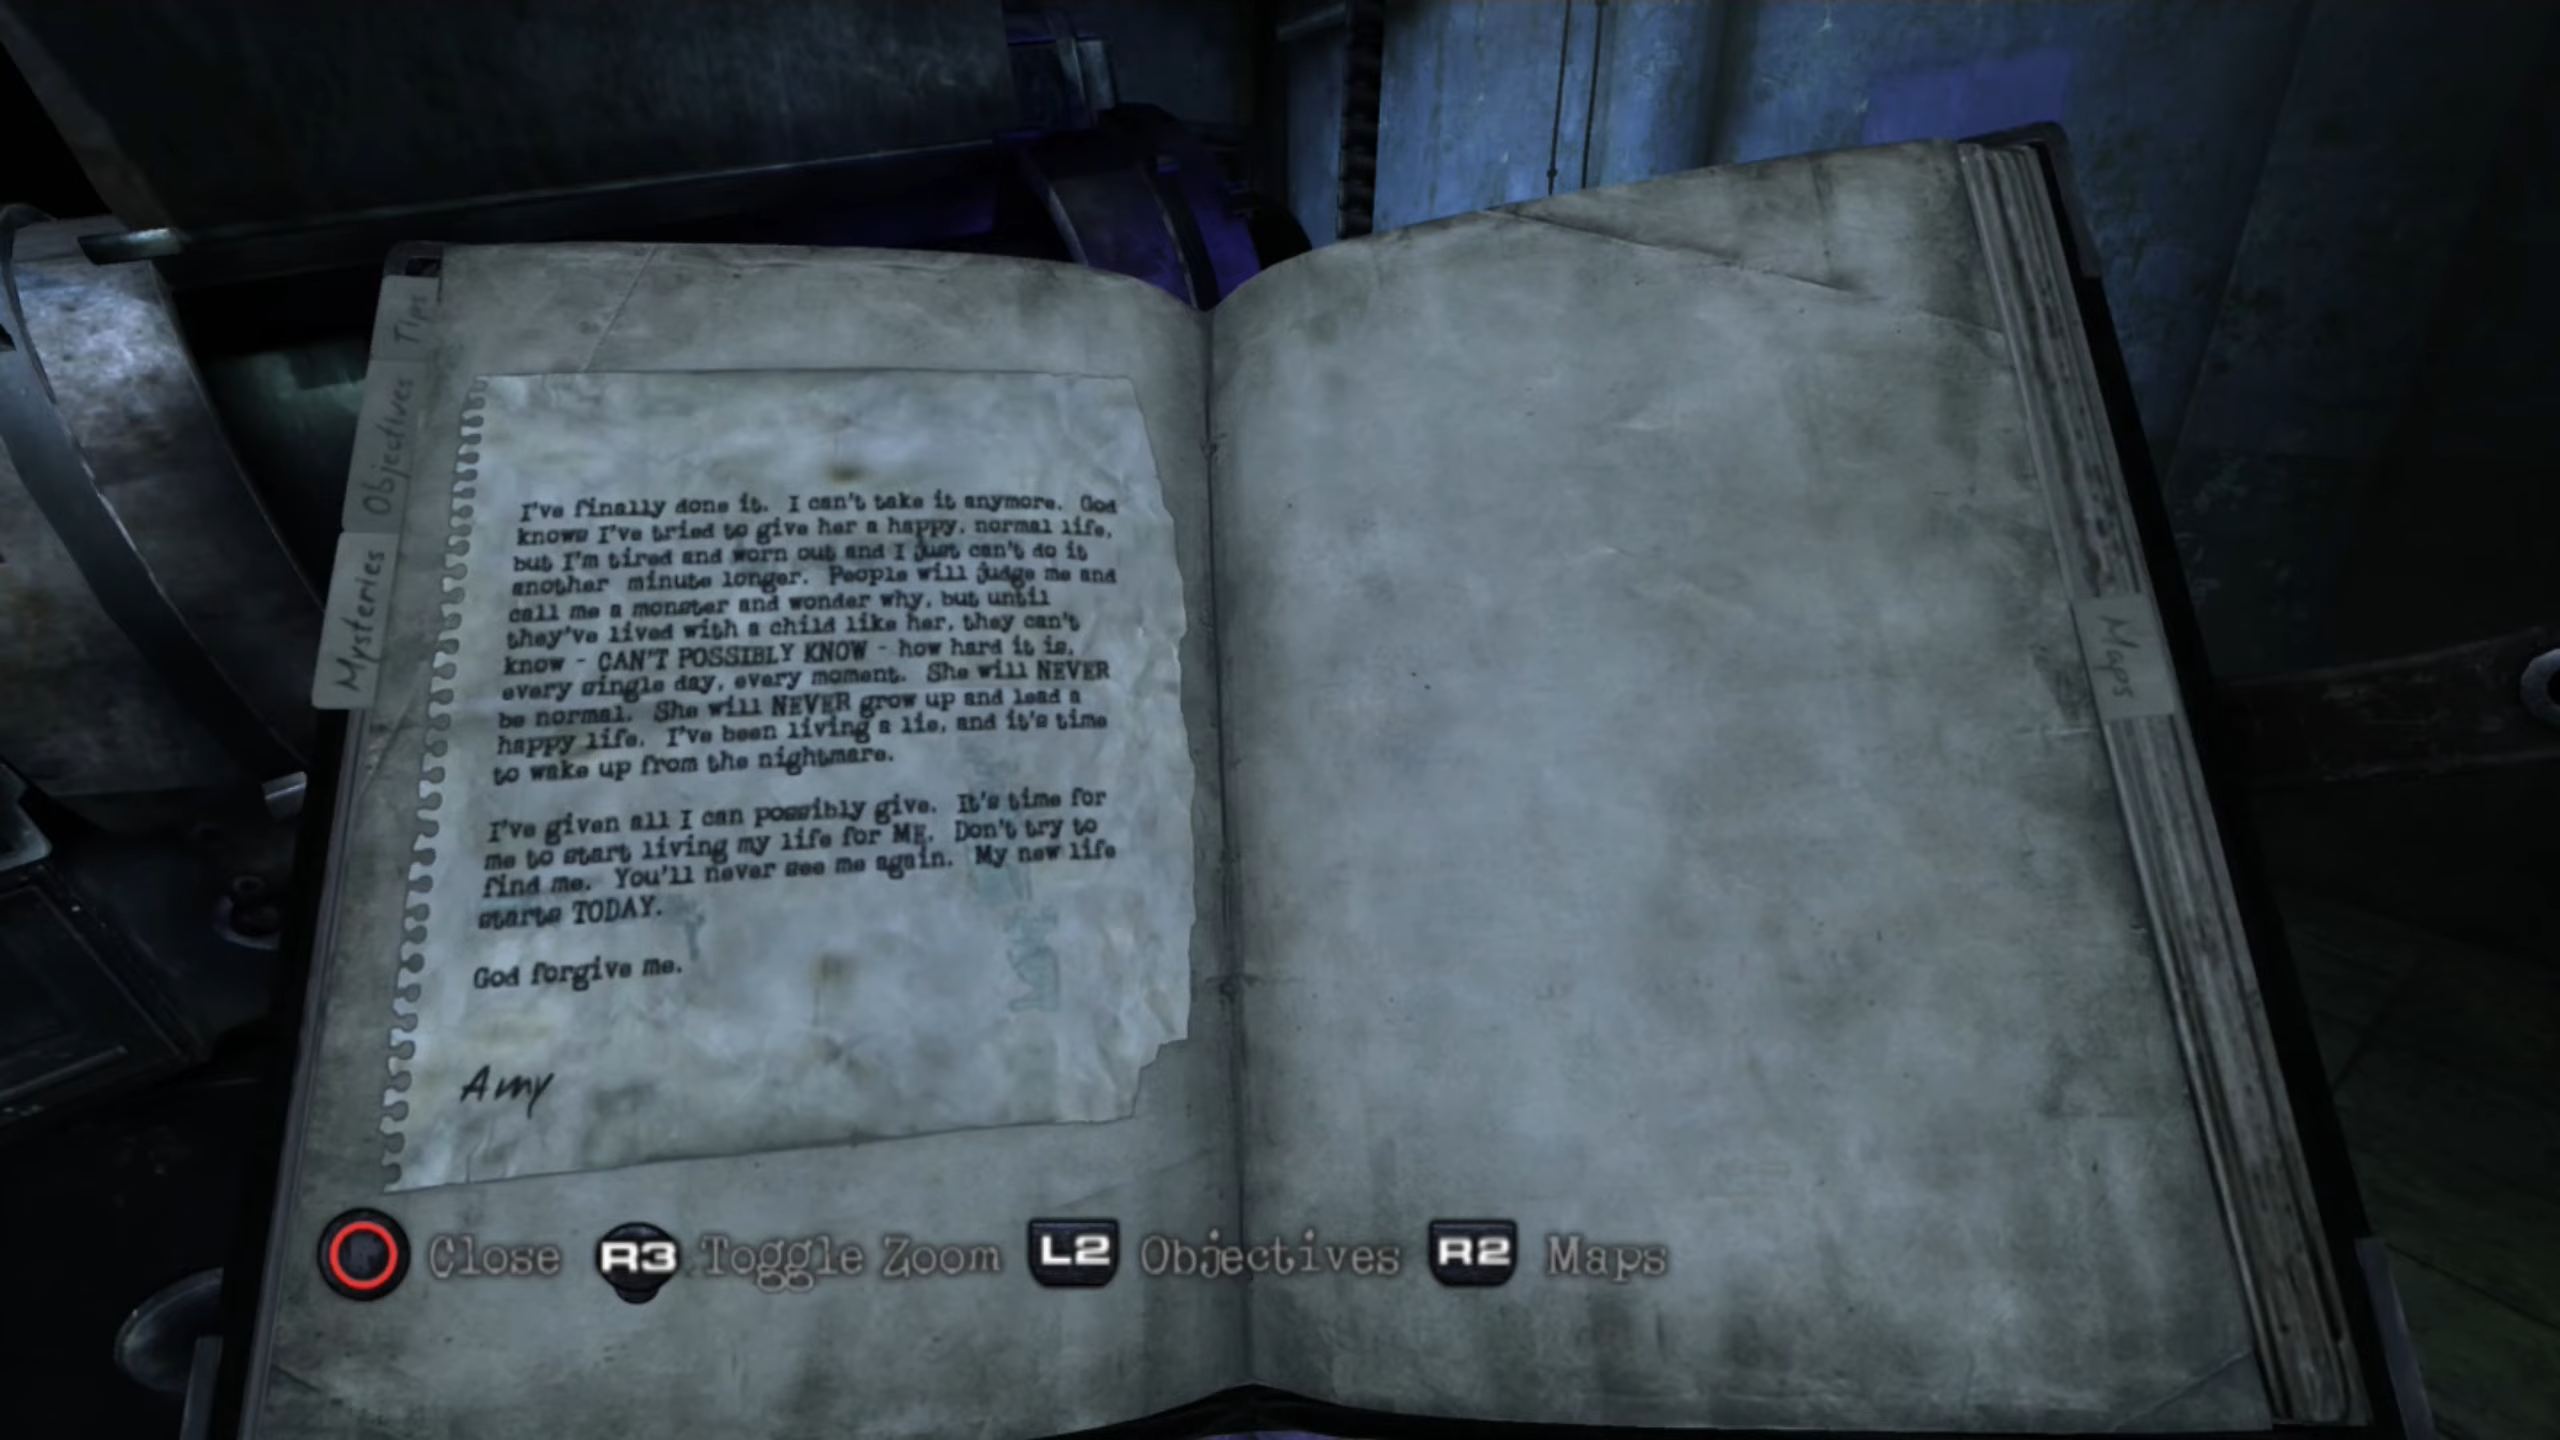 Tips
Objectives
Mysteries
I've finally done it.  I can't take it anymore.  God
knows I've tried to give her a happy, normal life,
but I'm tired and worn out and I just can't do it
another  minute longer.  People will judge me and
call me a monster and wonder why, but until
they've lived with a child like her, they can't
know - CAN'T POSSIBLY KNOW - how hard it is,
every single day, every moment.  She will NEVER
be normal.  She will NEVER grow up and lead a
happy life.  I've been living a lie, and it's time
to wake up from the nightmare.
I've given all I can possibly give.  It's time for
me to start living my life for ME.  Don't try to
find me.  You'll never see me again.  My new life
starts TODAY.
God forgive me.
Amy
Maps
Close R3 Toggle Zoom L2 Objectives R2 Maps